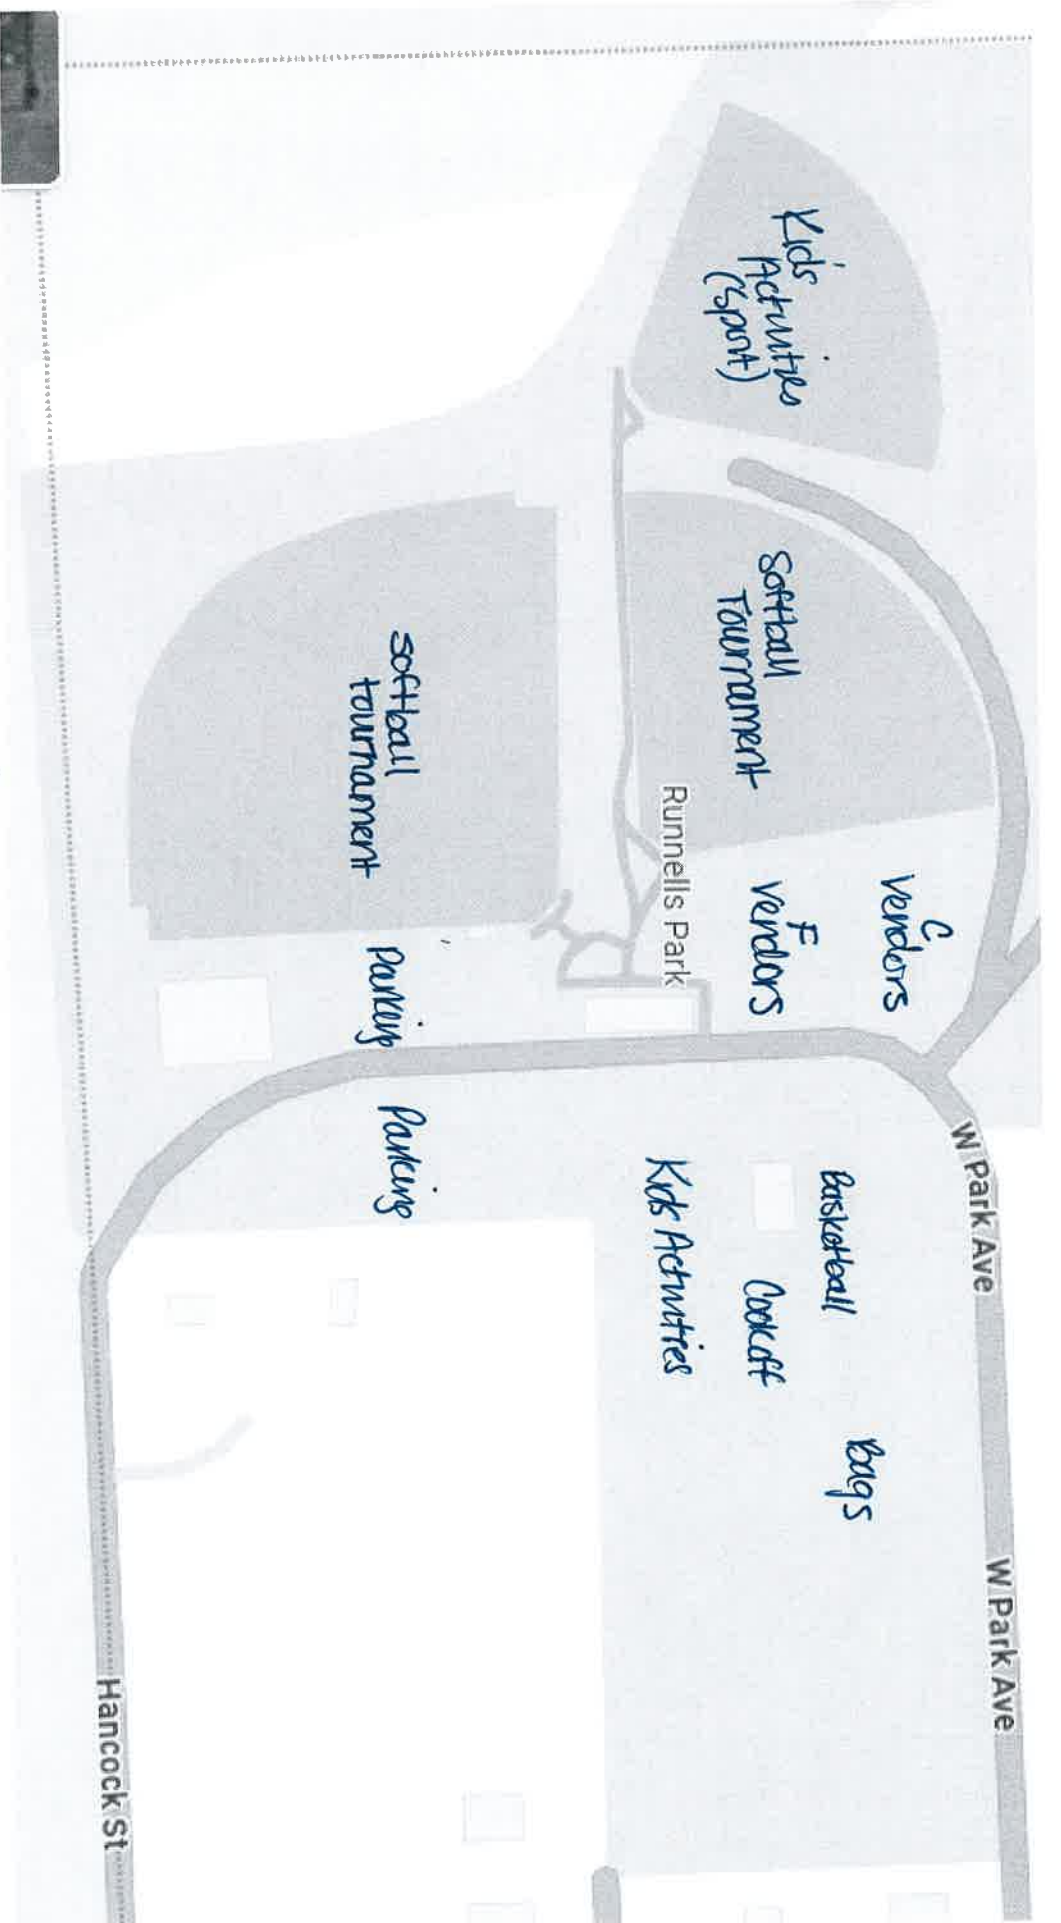 Kids
Activities
(Sport)
Softball
Tournament
C
Vendors
F
Vendors
Runnells Park
softball
tournament
Parking
Parking
W Park Ave
Basketball
Cookoff
Bags
Kids Activities
W Park Ave
Hancock St